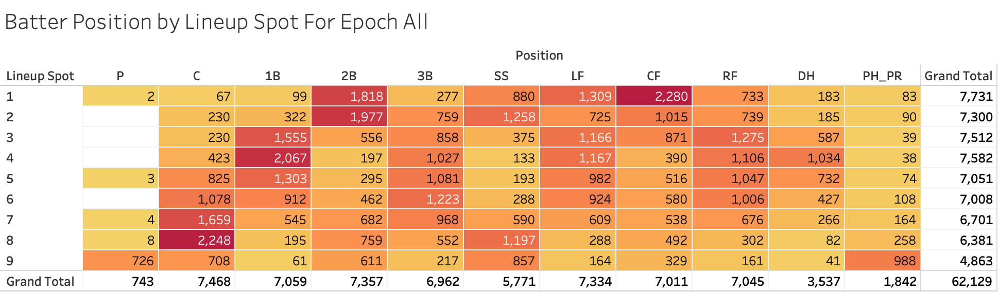 Batter Position by Lineup Spot For Epoch All
Position
Lineup Spot P C 1B 2B 3B SS LF CF RF DH PH_PR Grand Total
1 2 67 99 1,818 277 880 1,309 2,280 733 183 83 7,731
2 230 322 1,977 759 1,258 725 1,015 739 185 90 7,300
3 230 1,555 556 858 375 1,166 871 1,275 587 39 7,512
4 423 2,067 197 1,027 133 1,167 390 1,106 1,034 38 7,582
5 3 825 1,303 295 1,081 193 982 516 1,047 732 74 7,051
6 1,078 912 462 1,223 288 924 580 1,006 427 108 7,008
7 4 1,659 545 682 968 590 609 538 676 266 164 6,701
8 8 2,248 195 759 552 1,197 288 492 302 82 258 6,381
9 726 708 61 611 217 857 164 329 161 41 988 4,863
Grand Total 743 7,468 7,059 7,357 6,962 5,771 7,334 7,011 7,045 3,537 1,842 62,129